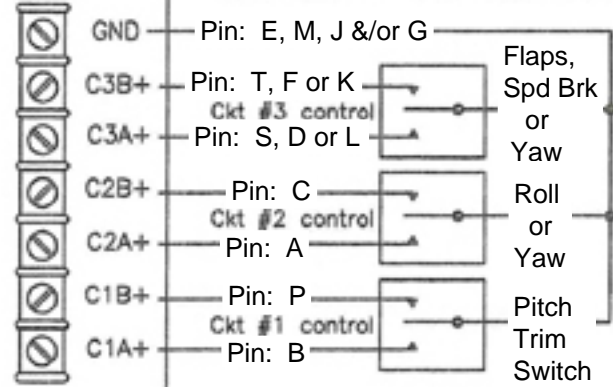 GND Pin: E, M, J &/or G
C3B+ Pin: T, F or K
Ckt #3 control
C3A+ Pin: S, D or L
Flaps,
Spd Brk
or
Yaw
C2B+ Pin: C
Ckt #2 control
C2A+ Pin: A
Roll
or
Yaw
C1B+ Pin: P
Ckt #1 control
C1A+ Pin: B
Pitch
Trim
Switch